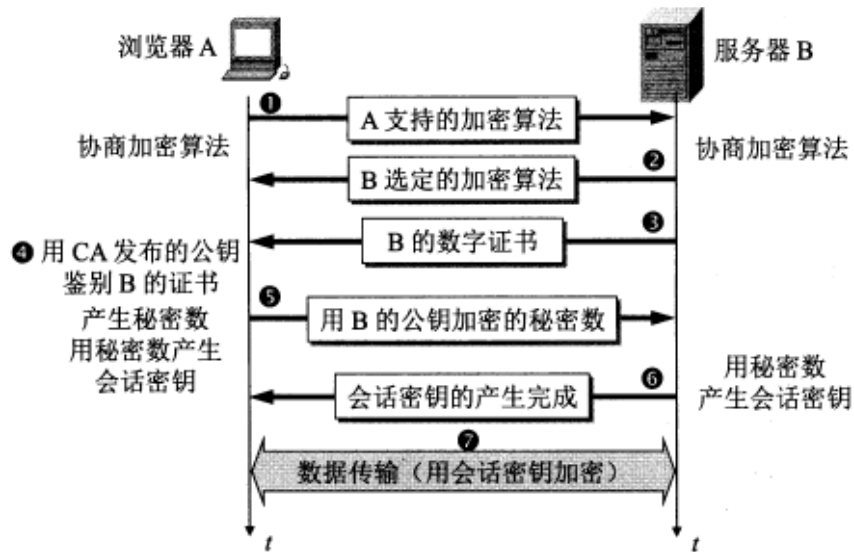 浏览器 A
服务器 B
❶
A 支持的加密算法
协商加密算法
协商加密算法
❷
B 选定的加密算法
❸
B 的数字证书
❹ 用 CA 发布的公钥
鉴别 B 的证书
❺
产生秘密数
用 B 的公钥加密的秘密数
用秘密数产生
会话密钥
❻
会话密钥的产生完成
用秘密数
产生会话密钥
❼
数据传输（用会话密钥加密）
t
t